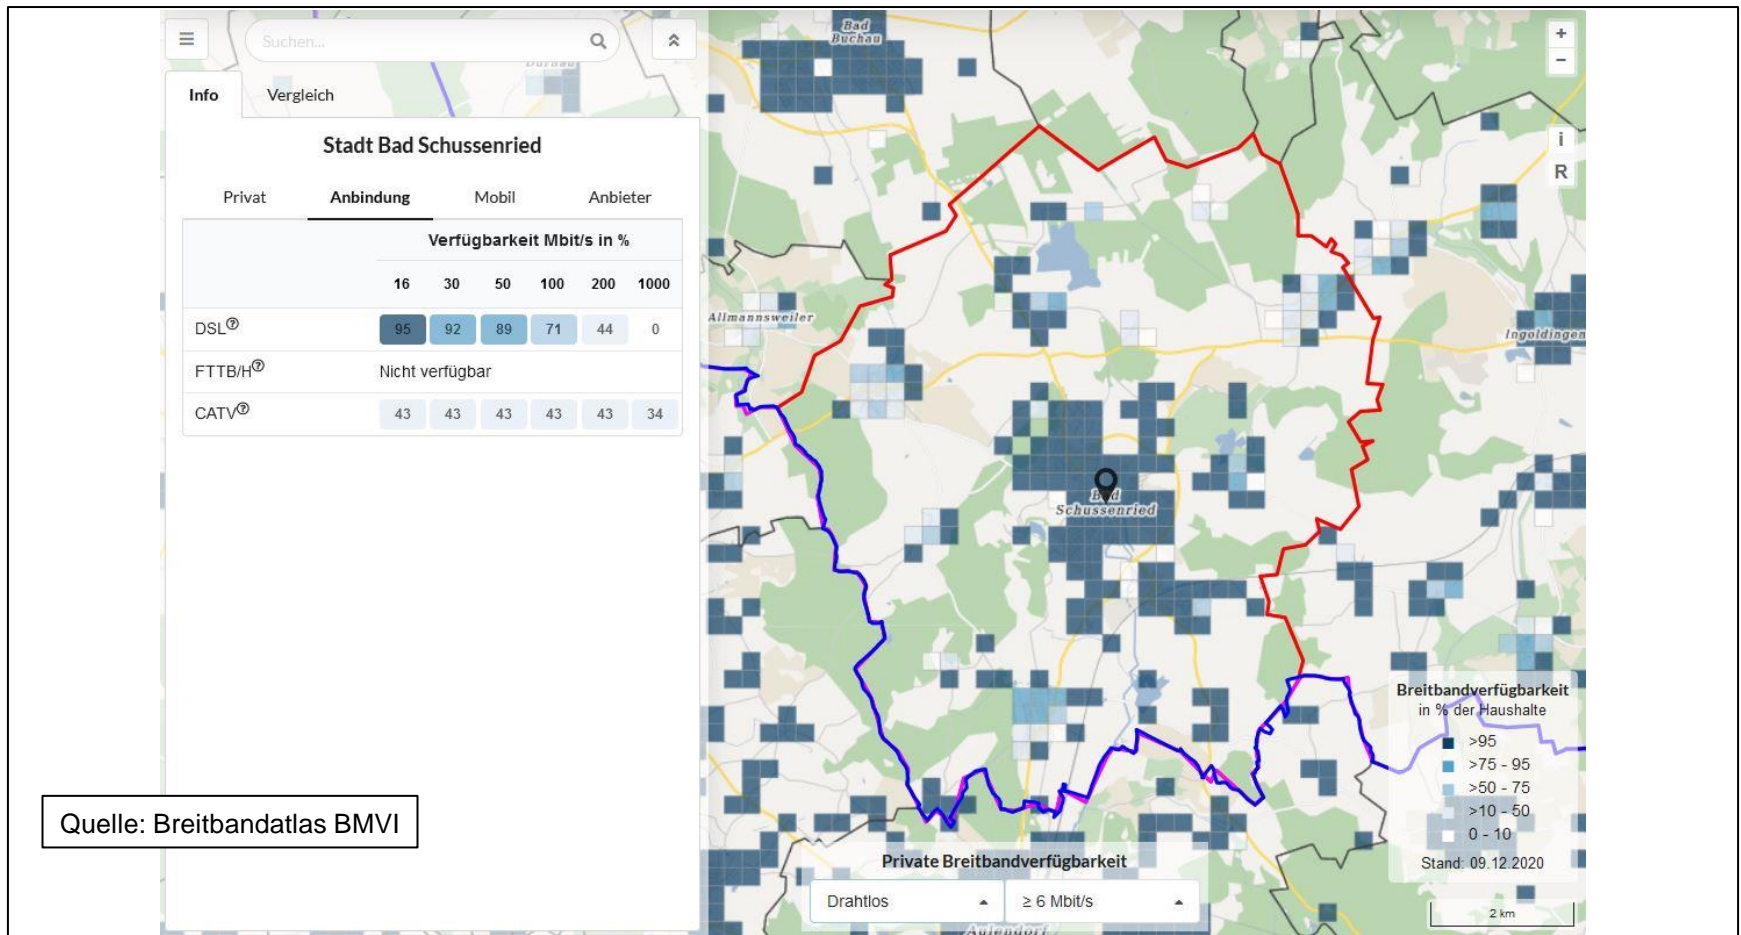 Suchen...
Info
Vergleich
Stadt Bad Schussenried
Privat
Anbindung
Mobil
Anbieter
Verfügbarkeit Mbit/s in %
16 30 50 100 200 1000
DSL? 95 92 89 71 44 0
FTTB/H? Nicht verfügbar
CATV? 43 43 43 43 43 34
Quelle: Breitbandatlas BMVI
Dürnau
Bad
Buchau
+
−
i
R
Allmannsweiler
Ingoldingen
Bad
Schussenried
Aulendorf
Breitbandverfügbarkeit
in % der Haushalte
>95
>75 - 95
>50 - 75
>10 - 50
0 - 10
Stand: 09.12.2020
Private Breitbandverfügbarkeit
Drahtlos
≥ 6 Mbit/s
2 km